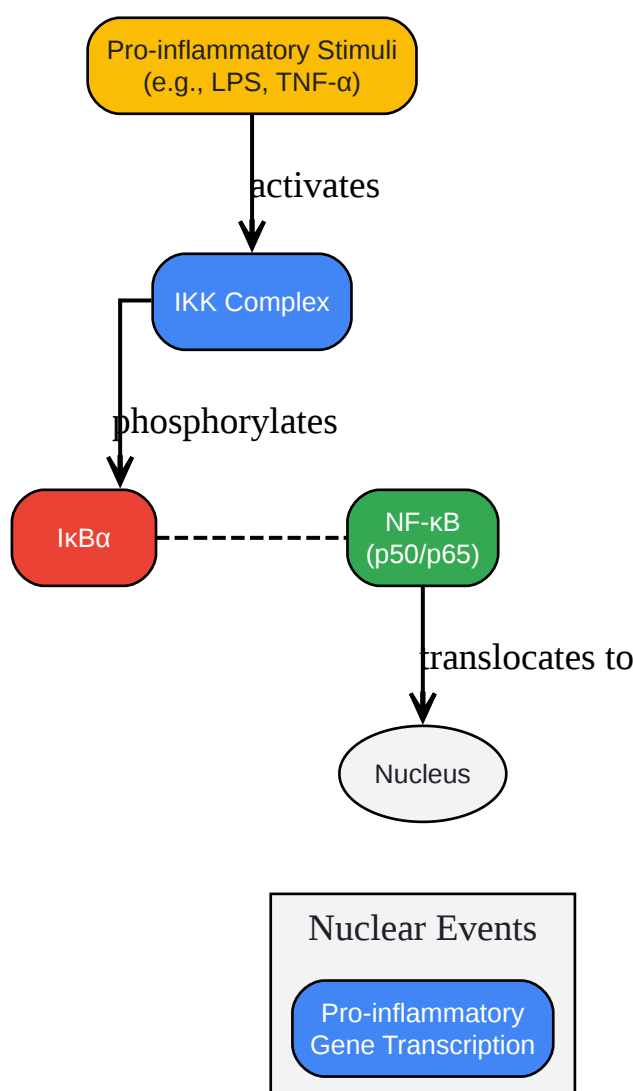 Pro-inflammatory Stimuli
(e.g., LPS, TNF-α)
activates
IKK Complex
phosphorylates
IκBα
NF-κB
(p50/p65)
translocates to
Nucleus
Nuclear Events
Pro-inflammatory
Gene Transcription